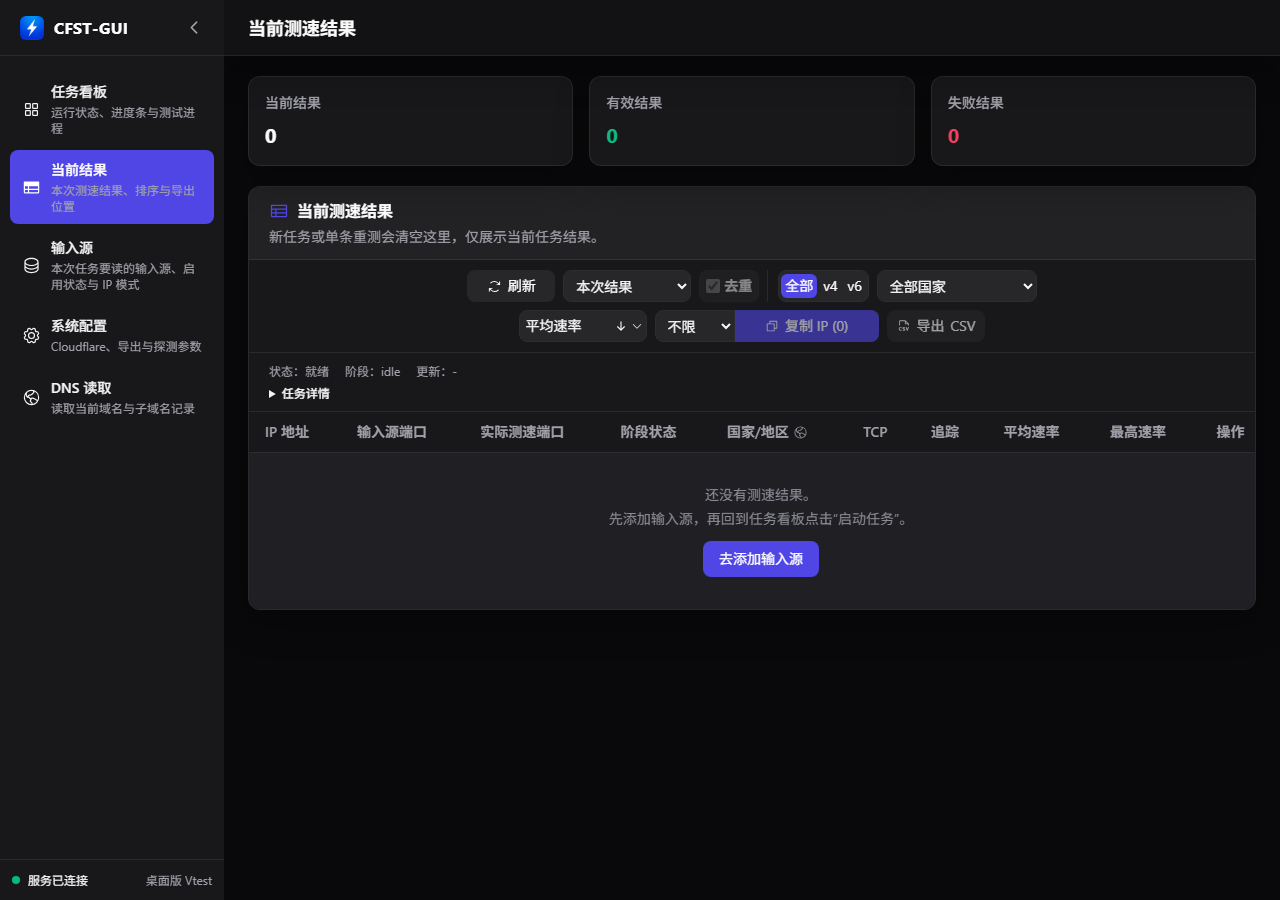 CFST-GUI
当前测速结果
任务看板
运行状态、进度条与测试进
程
当前结果
本次测速结果、排序与导出
位置
输入源
本次任务要读的输入源、启
用状态与 IP 模式
系统配置
Cloudflare、导出与探测参数
DNS 读取
读取当前域名与子域名记录
服务已连接 桌面版 Vtest
当前结果
0
有效结果
0
失败结果
0
当前测速结果
新任务或单条重测会清空这里，仅展示当前任务结果。
刷新 本次结果 去重 全部 v4 v6 全部国家
平均速率 不限 复制 IP (0) CSV 导出 CSV
状态：就绪 阶段：idle 更新：-
任务详情
IP 地址 输入源端口 实际测速端口 阶段状态 国家/地区 TCP 追踪 平均速率 最高速率 操作
还没有测速结果。
先添加输入源，再回到任务看板点击“启动任务”。
去添加输入源